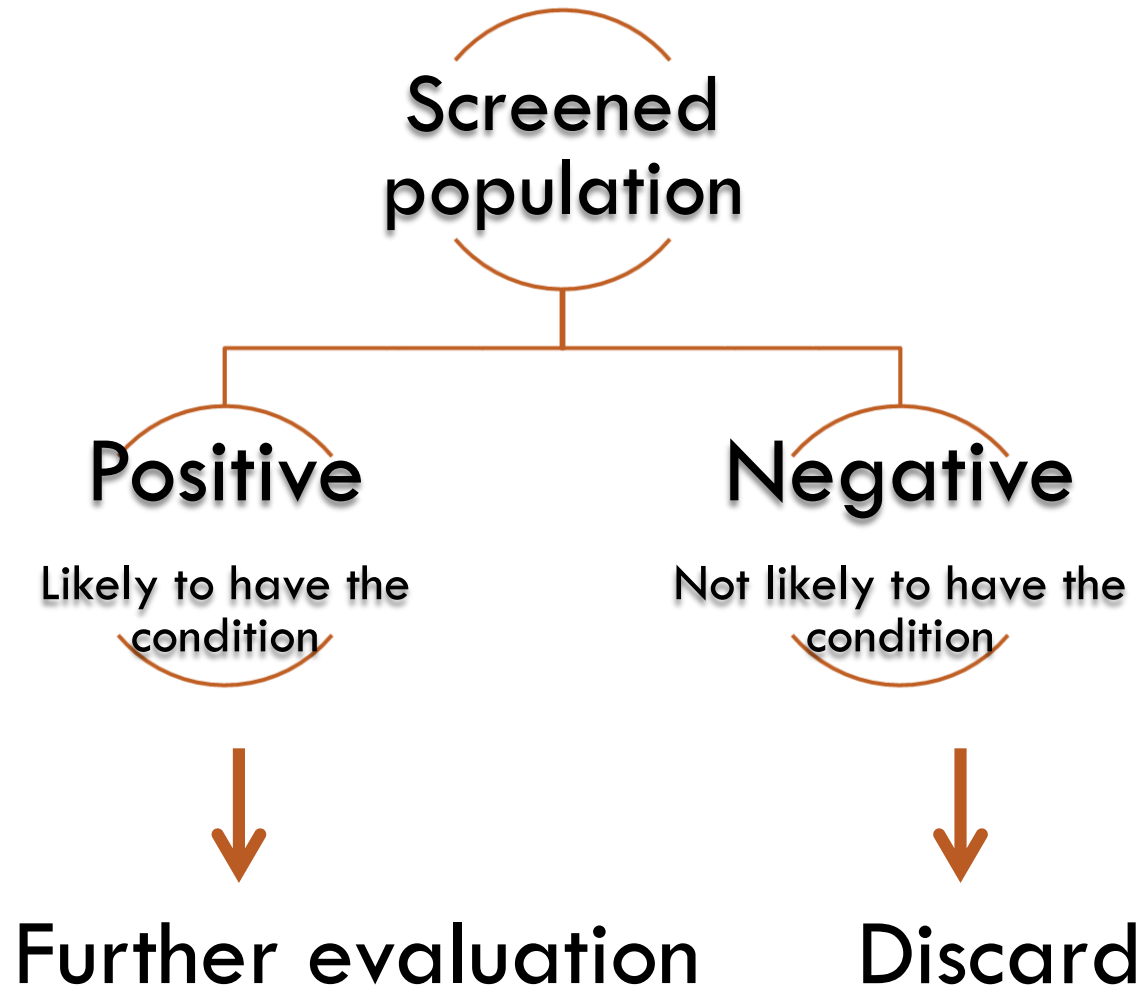 Screened
population
Positive
Likely to have the
condition
Negative
Not likely to have the
condition
Further evaluation
Discard